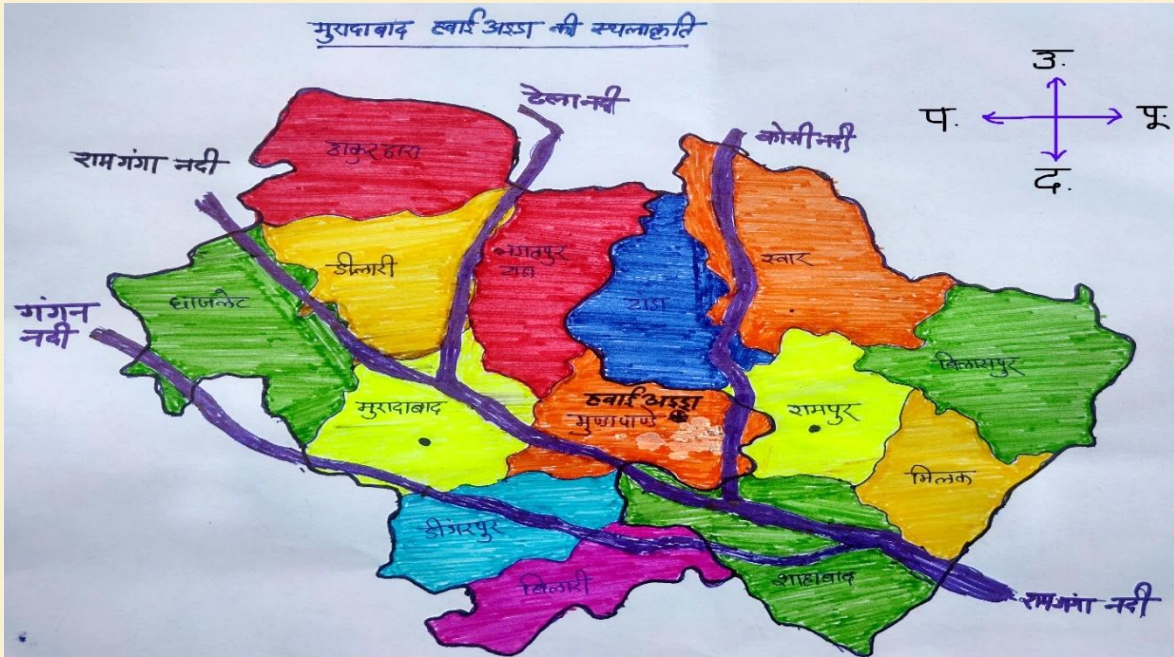 मुरादाबाद हवाई अड्डा की स्थलाकृति
उ.
प.
पू.
द.
ढेला नदी
कोसी नदी
रामगंगा नदी
ठाकुरद्वारा
डीलारी
भगतपुर
टांडा
स्वार
छाजलैट
गंगन
नदी
बिलासपुर
मुरादाबाद
हवाई अड्डा
मुण्डापाण्डे
रामपुर
मिलक
डींगरपुर
बिलारी
शाहाबाद
रामगंगा नदी